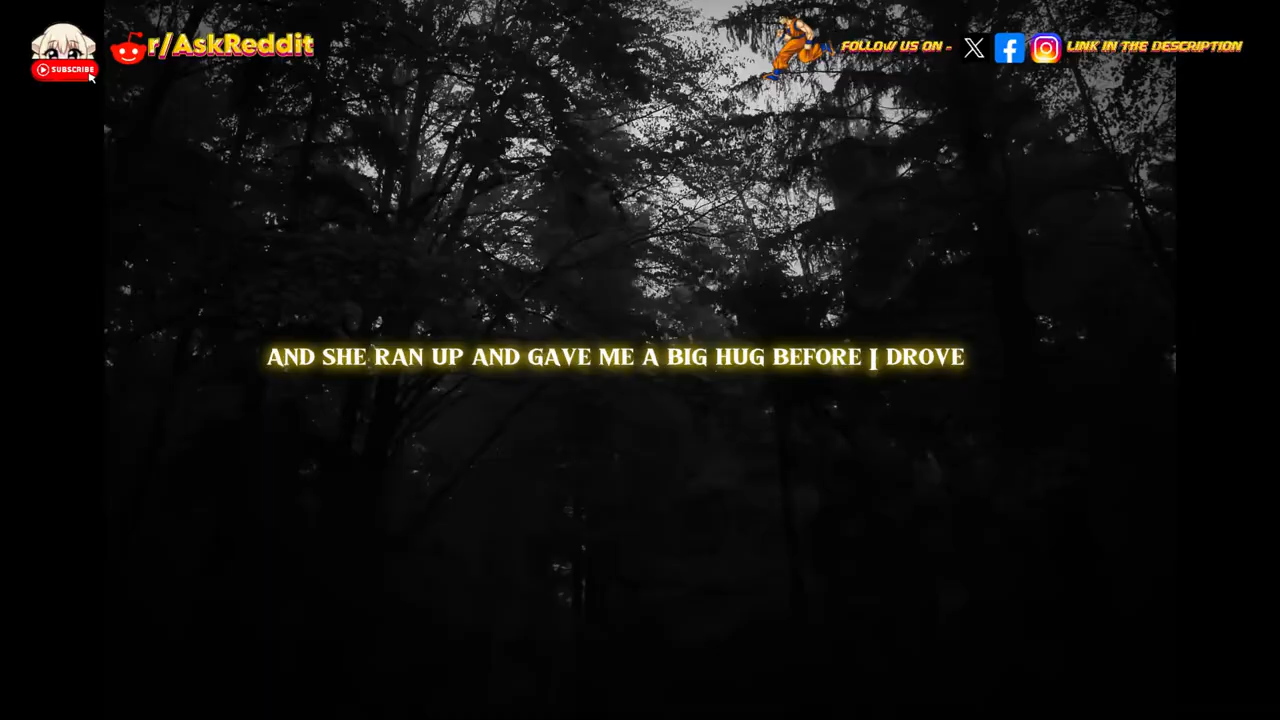 SUBSCRIBE
r/AskReddit
FOLLOW US ON -
LINK IN THE DESCRIPTION
AND SHE RAN UP AND GAVE ME A BIG HUG BEFORE I DROVE